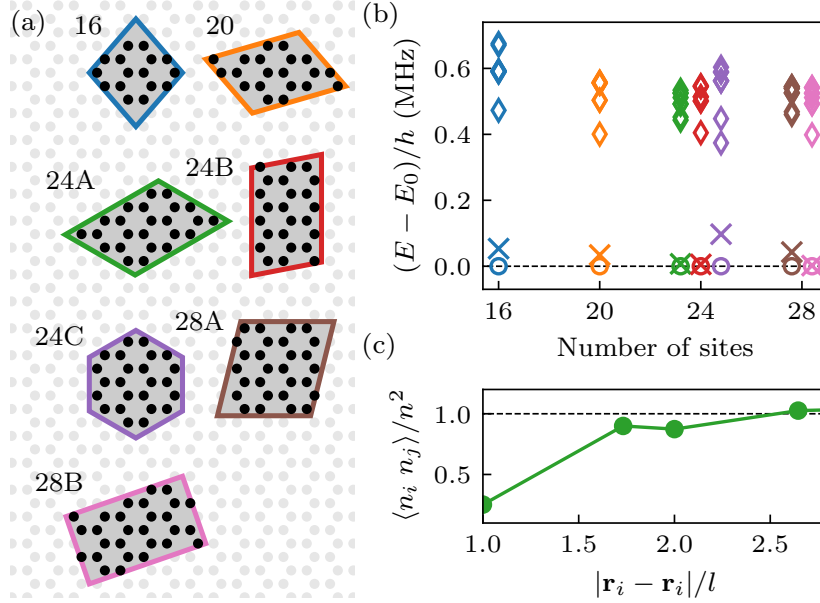 (a)
16
20
24A
24B
24C
28A
28B
(b)
(E − E₀)/h (MHz)
0.6
0.4
0.2
0.0
16
20
24
28
Number of sites
(c)
⟨nᵢ nⱼ⟩/n²
1.0
0.5
1.0
1.5
2.0
2.5
|𝐫ᵢ − 𝐫ᵢ|/l